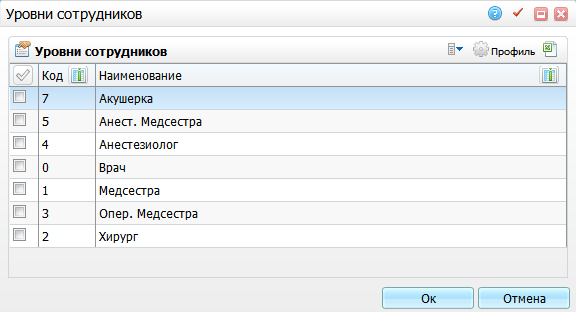 Уровни сотрудников
Уровни сотрудников Профиль
Код Наименование
7 Акушерка
5 Анест. Медсестра
4 Анестезиолог
0 Врач
1 Медсестра
3 Опер. Медсестра
2 Хирург
Ок Отмена